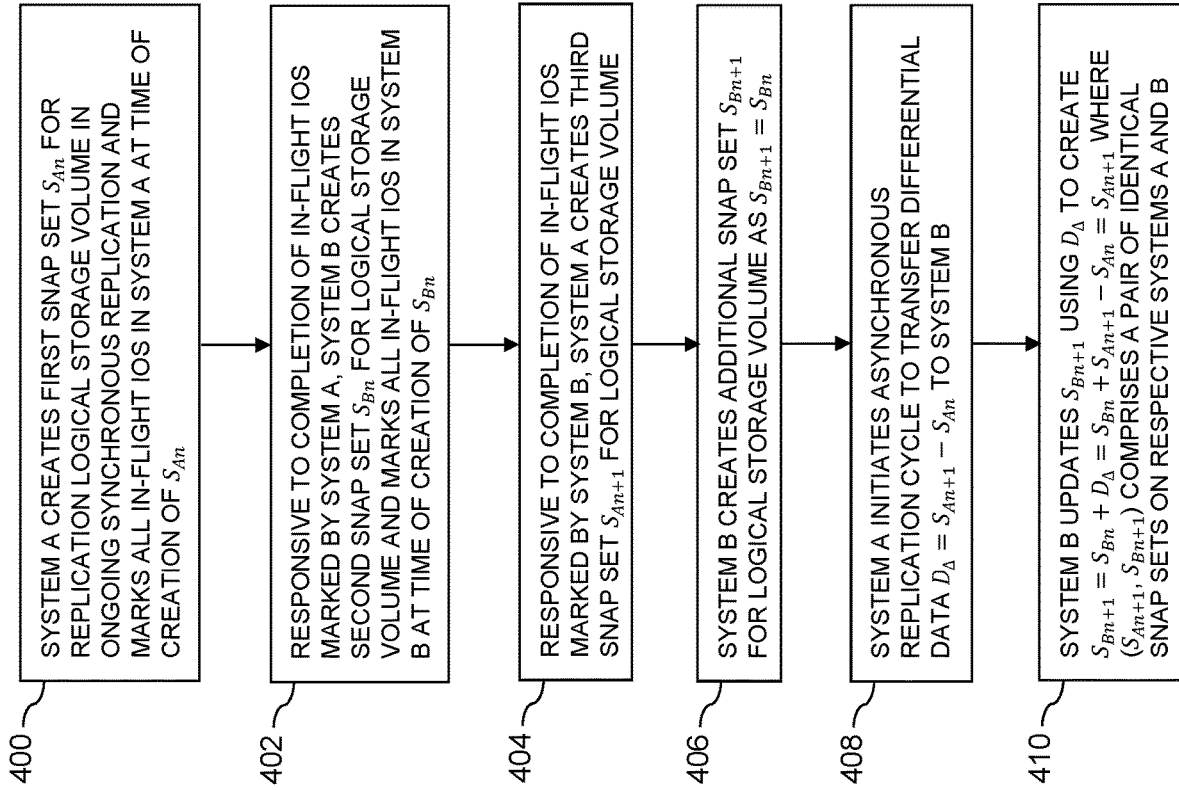 400
SYSTEM A CREATES FIRST SNAP SET S_{An} FOR
REPLICATION LOGICAL STORAGE VOLUME IN
ONGOING SYNCHRONOUS REPLICATION AND
MARKS ALL IN-FLIGHT IOS IN SYSTEM A AT TIME OF
CREATION OF S_{An}
402
RESPONSIVE TO COMPLETION OF IN-FLIGHT IOS
MARKED BY SYSTEM A, SYSTEM B CREATES
SECOND SNAP SET S_{Bn} FOR LOGICAL STORAGE
VOLUME AND MARKS ALL IN-FLIGHT IOS IN SYSTEM
B AT TIME OF CREATION OF S_{Bn}
404
RESPONSIVE TO COMPLETION OF IN-FLIGHT IOS
MARKED BY SYSTEM B, SYSTEM A CREATES THIRD
SNAP SET S_{An+1} FOR LOGICAL STORAGE VOLUME
406
SYSTEM B CREATES ADDITIONAL SNAP SET S_{Bn+1}
FOR LOGICAL STORAGE VOLUME AS S_{Bn+1} = S_{Bn}
408
SYSTEM A INITIATES ASYNCHRONOUS
REPLICATION CYCLE TO TRANSFER DIFFERENTIAL
DATA D_Δ = S_{An+1} − S_{An} TO SYSTEM B
410
SYSTEM B UPDATES S_{Bn+1} USING D_Δ TO CREATE
S_{Bn+1} = S_{Bn} + D_Δ = S_{Bn} + S_{An+1} − S_{An} = S_{An+1} WHERE
(S_{An+1}, S_{Bn+1}) COMPRISES A PAIR OF IDENTICAL
SNAP SETS ON RESPECTIVE SYSTEMS A AND B